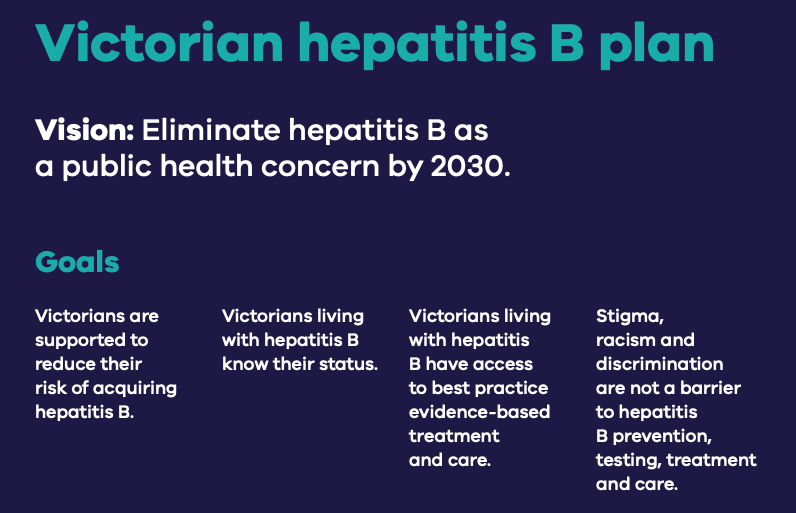 Victorian hepatitis B plan
Vision: Eliminate hepatitis B as
a public health concern by 2030.
Goals
Victorians are
supported to
reduce their
risk of acquiring
hepatitis B.
Victorians living
with hepatitis B
know their status.
Victorians living
with hepatitis
B have access
to best practice
evidence-based
treatment
and care.
Stigma,
racism and
discrimination
are not a barrier
to hepatitis
B prevention,
testing, treatment
and care.